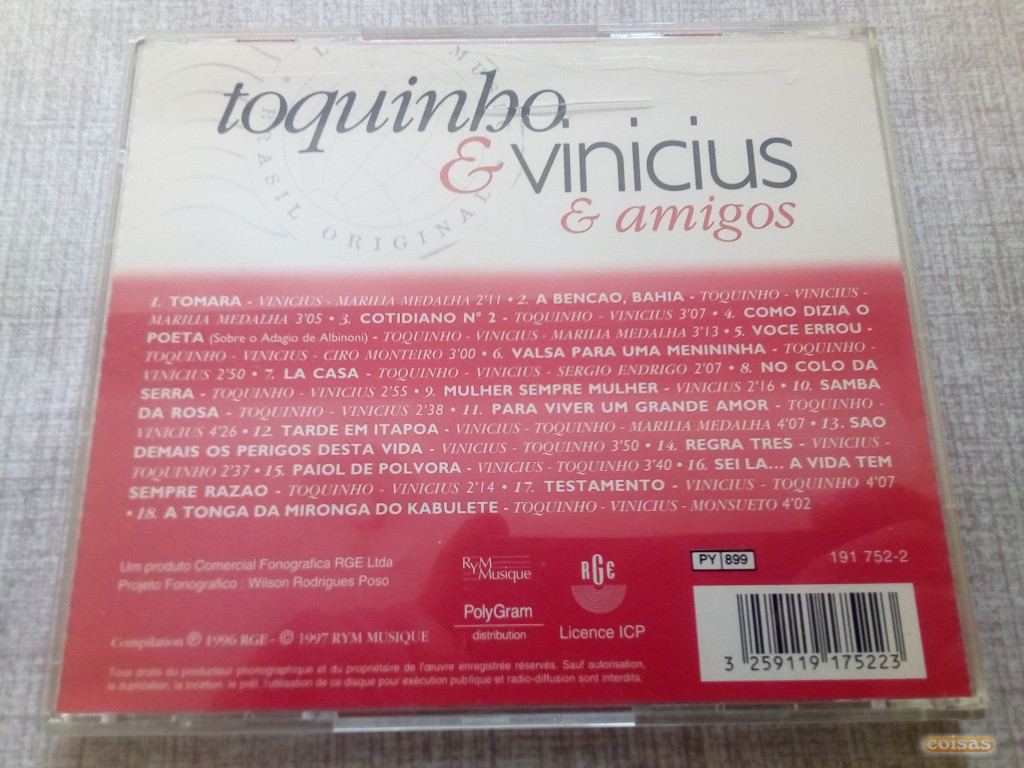 toquinho
& vinicius
& amigos
BRASIL ORIGINAL
1. TOMARA - VINICIUS - MARILIA MEDALHA 2'11 • 2. A BENCAO, BAHIA - TOQUINHO - VINICIUS -
MARILIA MEDALHA 3'05 • 3. COTIDIANO N° 2 - TOQUINHO - VINICIUS 3'07 • 4. COMO DIZIA O
POETA (Sobre o Adagio de Albinoni) - TOQUINHO - VINICIUS - MARILIA MEDALHA 3'13 • 5. VOCE ERROU -
TOQUINHO - VINICIUS - CIRO MONTEIRO 3'00 • 6. VALSA PARA UMA MENININHA - TOQUINHO -
VINICIUS 2'50 • 7. LA CASA - TOQUINHO - VINICIUS - SERGIO ENDRIGO 2'07 • 8. NO COLO DA
SERRA - TOQUINHO - VINICIUS 2'55 • 9. MULHER SEMPRE MULHER - VINICIUS 2'16 • 10. SAMBA
DA ROSA - TOQUINHO - VINICIUS 2'38 • 11. PARA VIVER UM GRANDE AMOR - TOQUINHO -
VINICIUS 4'26 • 12. TARDE EM ITAPOA - VINICIUS - TOQUINHO - MARILIA MEDALHA 4'07 • 13. SAO
DEMAIS OS PERIGOS DESTA VIDA - VINICIUS - TOQUINHO 3'50 • 14. REGRA TRES - VINICIUS -
TOQUINHO 2'37 • 15. PAIOL DE POLVORA - VINICIUS - TOQUINHO 3'40 • 16. SEI LA... A VIDA TEM
SEMPRE RAZAO - TOQUINHO - VINICIUS 2'14 • 17. TESTAMENTO - VINICIUS - TOQUINHO 4'07
• 18. A TONGA DA MIRONGA DO KABULETE - TOQUINHO - VINICIUS - MONSUETO 4'02
Um produto Comercial Fonografica RGE Ltda
Projeto Fonografico : Wilson Rodrigues Poso
RYM Musique
PolyGram
distribution
RGE
Licence ICP
PY 899
191 752-2
Compilation ℗ 1996 RGE - © 1997 RYM MUSIQUE
Tous droits du producteur phonographique et du propriétaire de l'œuvre enregistrée réservés. Sauf autorisation,
la duplication, la location, le prêt, l'utilisation de ce disque pour exécution publique et radio-diffusion sont interdits.
3 259119 175223
coisas